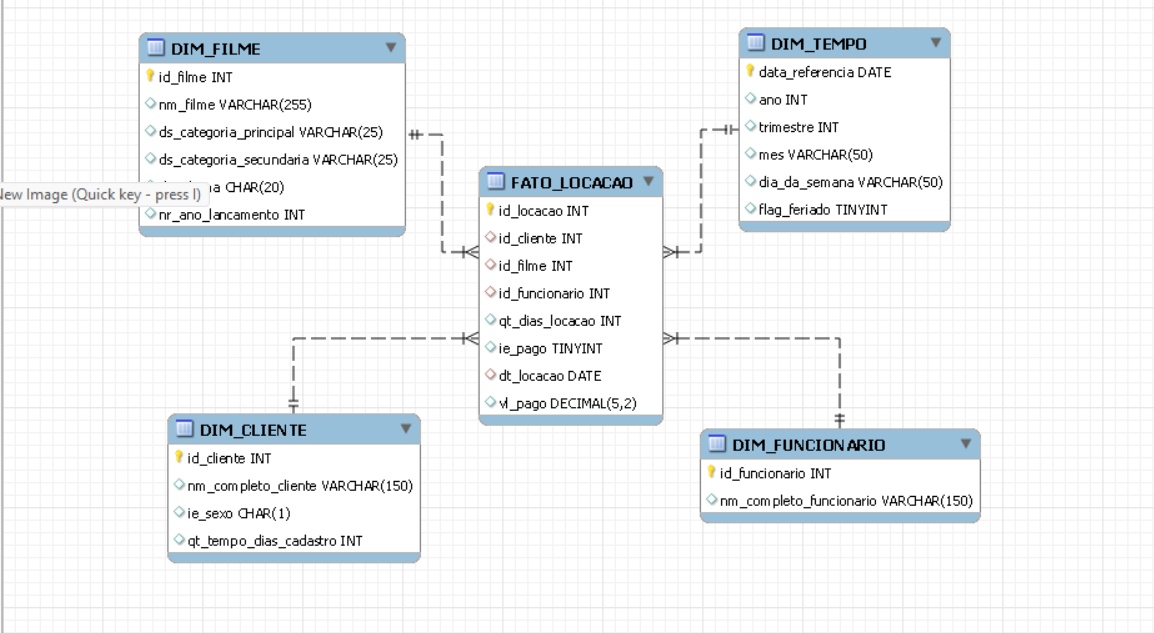 DIM_FILME
id_filme INT
nm_filme VARCHAR(255)
ds_categoria_principal VARCHAR(25)
ds_categoria_secundaria VARCHAR(25)
CHAR(20)
nr_ano_lancamento INT
New Image (Quick key - press I)
DIM_TEMPO
data_referencia DATE
ano INT
trimestre INT
mes VARCHAR(50)
dia_da_semana VARCHAR(50)
flag_feriado TINYINT
FATO_LOCACAO
id_locacao INT
id_cliente INT
id_filme INT
id_funcionario INT
qt_dias_locacao INT
ie_pago TINYINT
dt_locacao DATE
vl_pago DECIMAL(5,2)
DIM_CLIENTE
id_cliente INT
nm_completo_cliente VARCHAR(150)
ie_sexo CHAR(1)
qt_tempo_dias_cadastro INT
DIM_FUNCIONARIO
id_funcionario INT
nm_completo_funcionario VARCHAR(150)